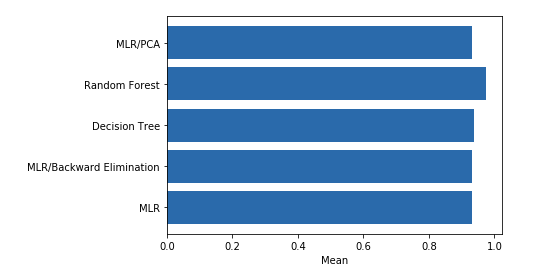 MLR/PCA
Random Forest
Decision Tree
MLR/Backward Elimination
MLR
0.0 0.2 0.4 0.6 0.8 1.0
Mean